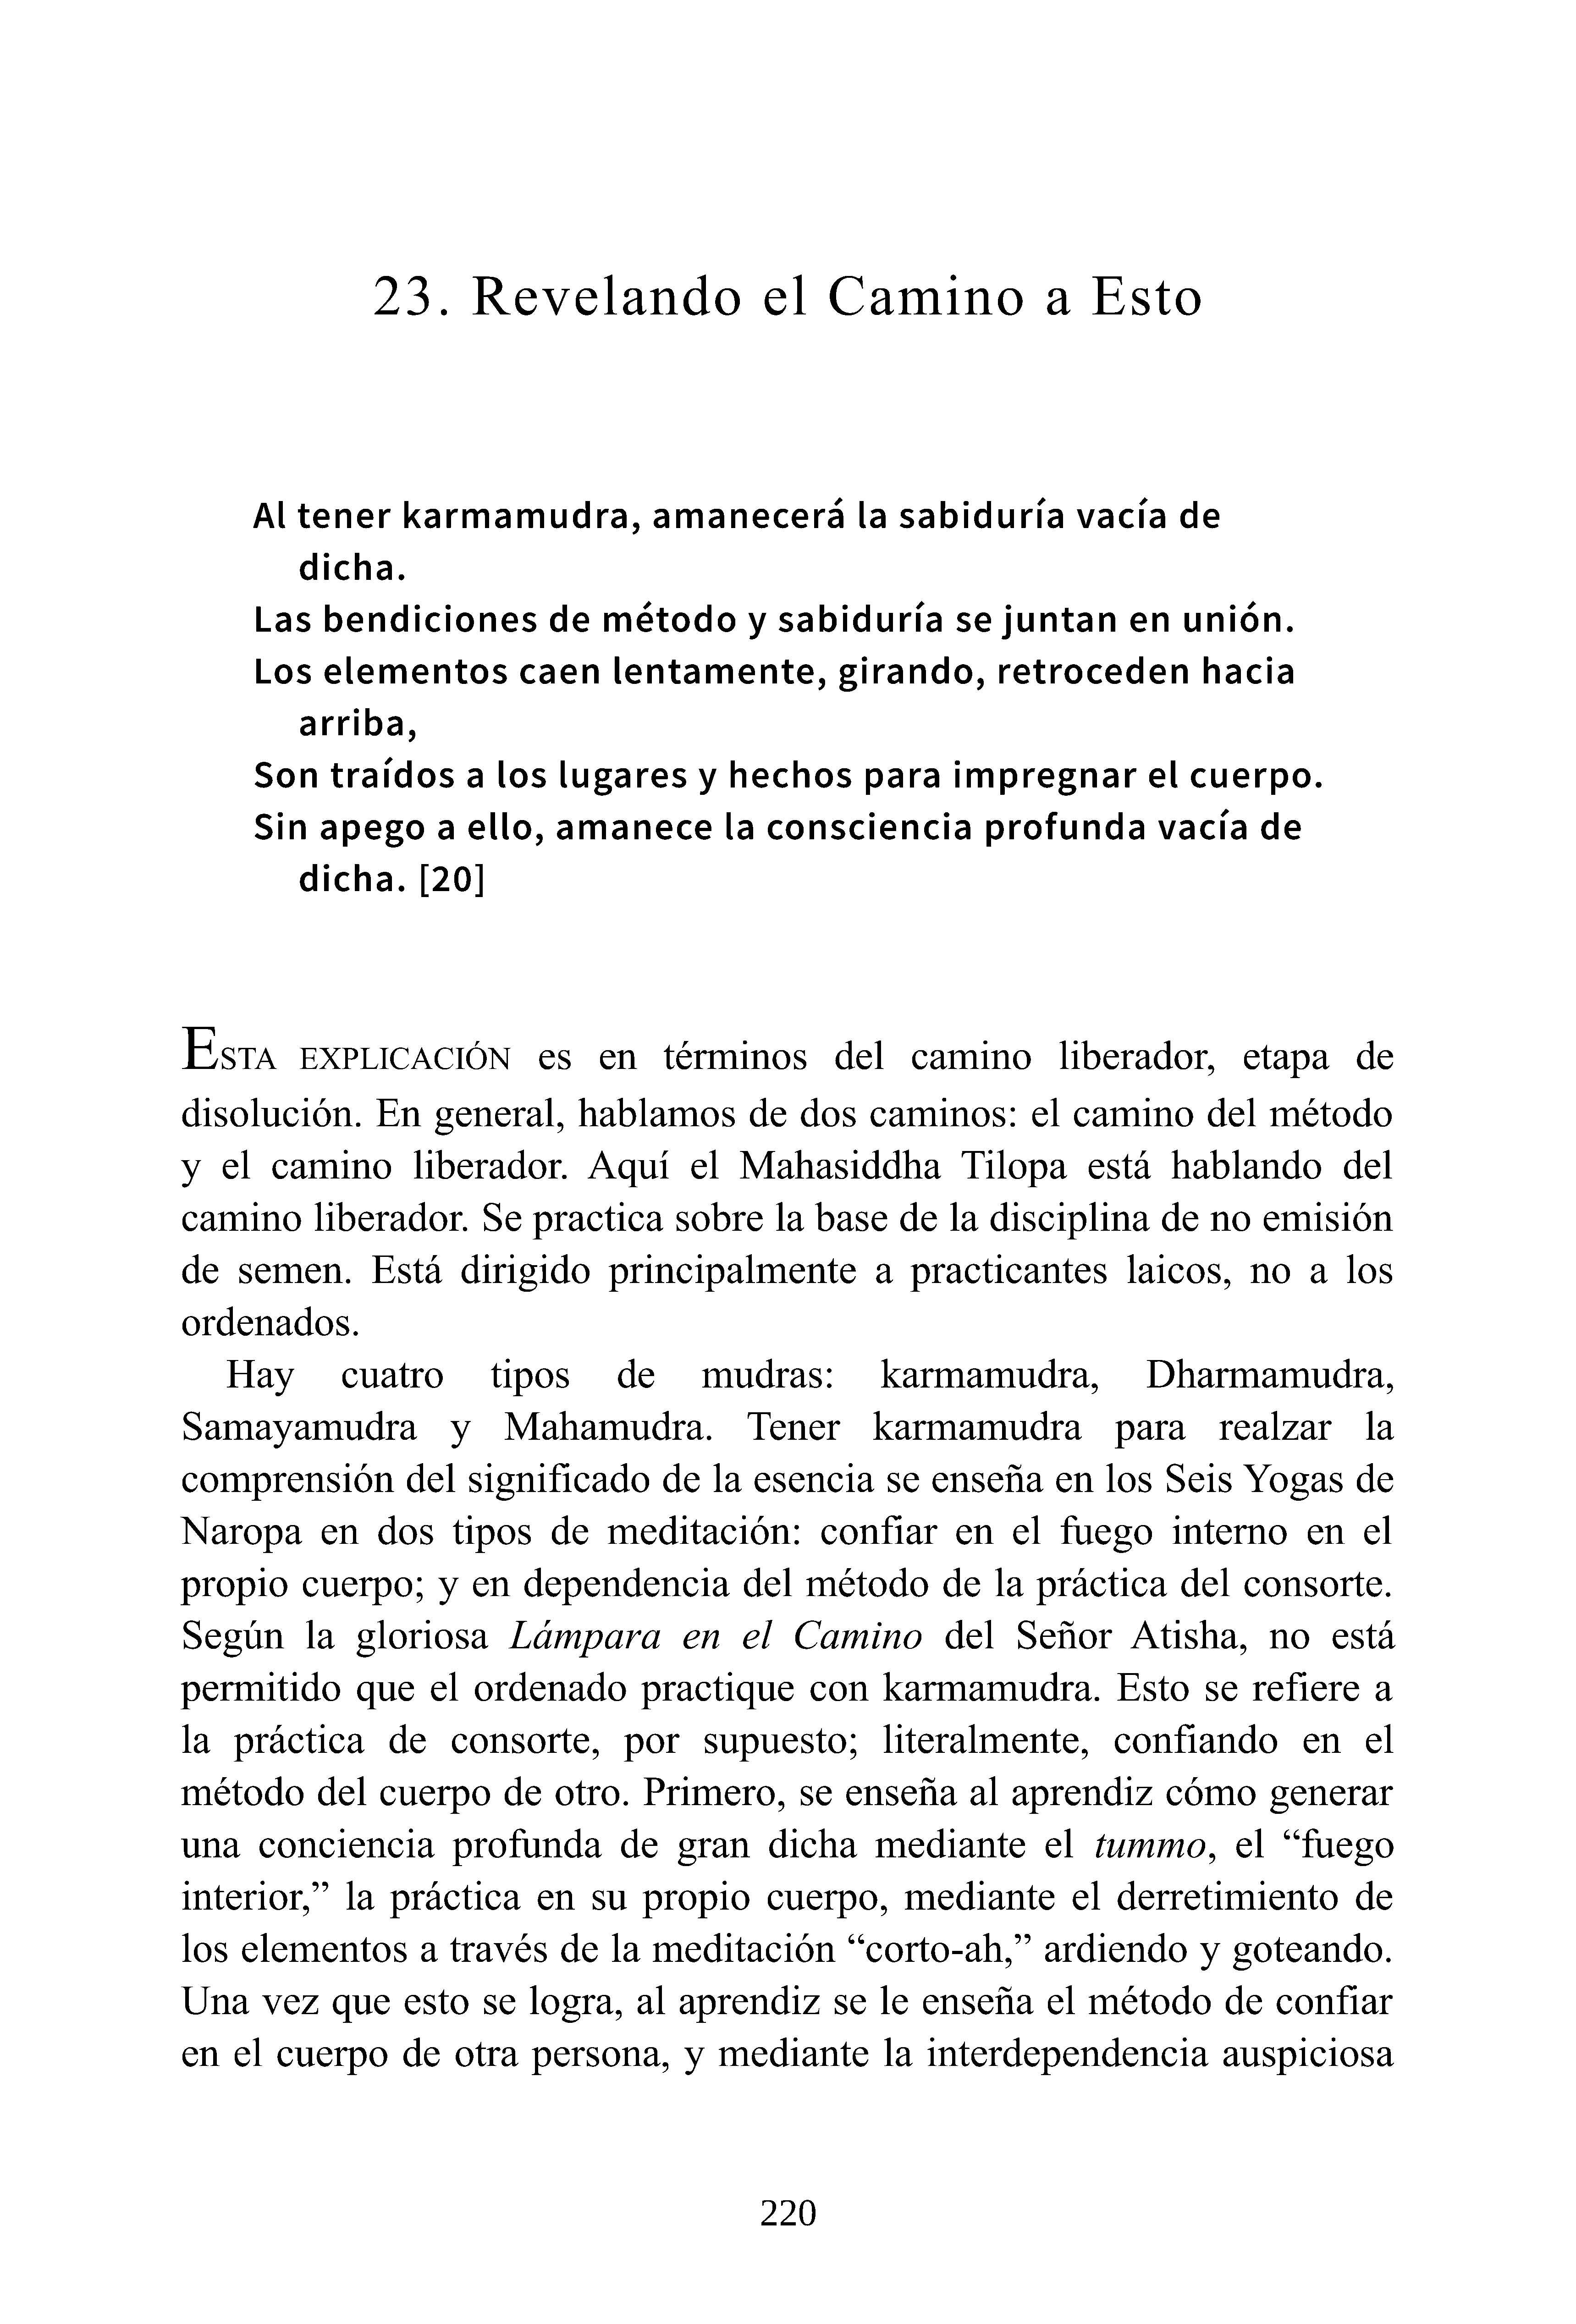 23. Revelando el Camino a Esto
Al tener karmamudra, amanecerá la sabiduría vacía de
dicha.
Las bendiciones de método y sabiduría se juntan en unión.
Los elementos caen lentamente, girando, retroceden hacia
arriba,
Son traídos a los lugares y hechos para impregnar el cuerpo.
Sin apego a ello, amanece la consciencia profunda vacía de
dicha. [20]
ESTA EXPLICACIÓN es en términos del camino liberador, etapa de
disolución. En general, hablamos de dos caminos: el camino del método
y el camino liberador. Aquí el Mahasiddha Tilopa está hablando del
camino liberador. Se practica sobre la base de la disciplina de no emisión
de semen. Está dirigido principalmente a practicantes laicos, no a los
ordenados.
Hay cuatro tipos de mudras: karmamudra, Dharmamudra,
Samayamudra y Mahamudra. Tener karmamudra para realzar la
comprensión del significado de la esencia se enseña en los Seis Yogas de
Naropa en dos tipos de meditación: confiar en el fuego interno en el
propio cuerpo; y en dependencia del método de la práctica del consorte.
Según la gloriosa Lámpara en el Camino del Señor Atisha, no está
permitido que el ordenado practique con karmamudra. Esto se refiere a
la práctica de consorte, por supuesto; literalmente, confiando en el
método del cuerpo de otro. Primero, se enseña al aprendiz cómo generar
una conciencia profunda de gran dicha mediante el tummo, el “fuego
interior,” la práctica en su propio cuerpo, mediante el derretimiento de
los elementos a través de la meditación “corto-ah,” ardiendo y goteando.
Una vez que esto se logra, al aprendiz se le enseña el método de confiar
en el cuerpo de otra persona, y mediante la interdependencia auspiciosa
220